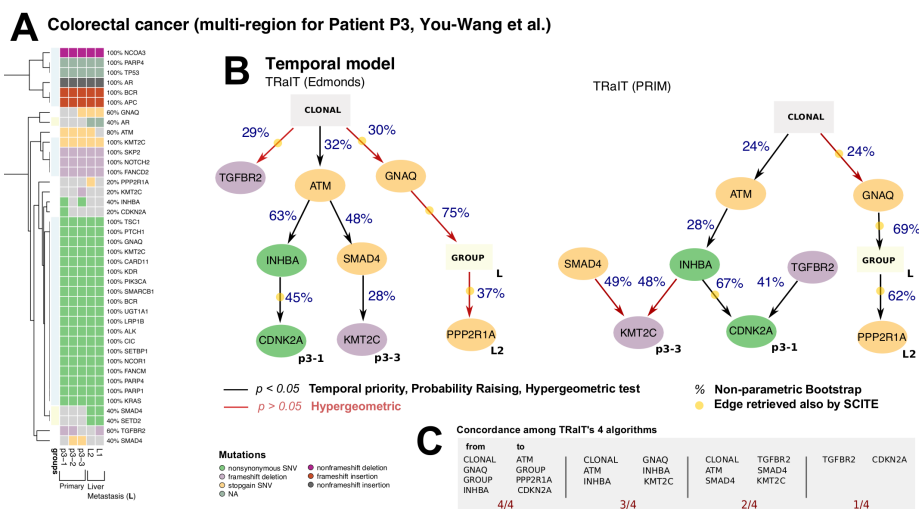 A Colorectal cancer (multi-region for Patient P3, You-Wang et al.)
100% NCOA3
100% PARP4
100% TP53
100% AR
100% BCR
100% APC
60% GNAQ
40% AR
80% ATM
100% KMT2C
100% SKP2
100% NOTCH2
100% FANCD2
20% PPP2R1A
20% KMT2C
40% INHBA
20% CDKN2A
100% TSC1
100% PTCH1
100% GNAQ
100% KMT2C
100% CARD11
100% KDR
100% PIK3CA
100% SMARCB1
100% BCR
100% UGT1A1
100% LRP1B
100% ALK
100% CIC
100% SETBP1
100% NCOR1
100% FANCM
100% PARP4
100% PARP1
100% KRAS
40% SMAD4
40% SETD2
60% TGFBR2
40% SMAD4
groups
p3-1
p3-2
p3-3
L2
L1
Primary
Liver
Metastasis (L)
Mutations
nonsynonymous SNV
frameshift deletion
stopgain SNV
NA
nonframeshift deletion
frameshift insertion
nonframeshift insertion
B Temporal model
TRaIT (Edmonds)
CLONAL
29%
32%
30%
TGFBR2
ATM
GNAQ
63%
48%
75%
INHBA
SMAD4
GROUP
L
45%
28%
37%
CDNK2A
p3-1
KMT2C
p3-3
PPP2R1A
L2
TRaIT (PRIM)
CLONAL
24%
24%
ATM
GNAQ
28%
69%
SMAD4
INHBA
TGFBR2
GROUP
L
49%
48%
67%
41%
62%
KMT2C
p3-3
CDNK2A
p3-1
PPP2R1A
L2
p < 0.05 Temporal priority, Probability Raising, Hypergeometric test
p > 0.05 Hypergeometric
% Non-parametric Bootstrap
Edge retrieved also by SCITE
C Concordance among TRaIT's 4 algorithms
from to
CLONAL ATM
GNAQ GROUP
GROUP PPP2R1A
INHBA CDKN2A
4/4
CLONAL GNAQ
ATM INHBA
INHBA KMT2C
3/4
CLONAL TGFBR2
ATM SMAD4
SMAD4 KMT2C
2/4
TGFBR2 CDKN2A
1/4